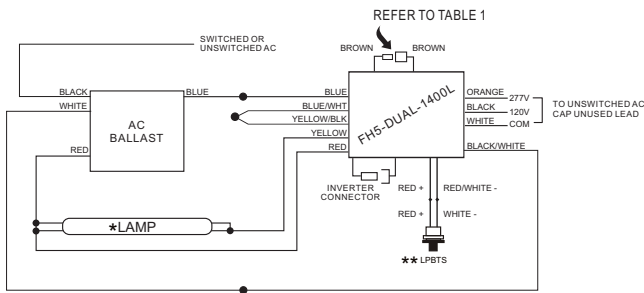 REFER TO TABLE 1
SWITCHED OR
UNSWITCHED AC
BROWN
BROWN
BLACK
BLUE
BLUE
WHITE
BLUE/WHT
YELLOW/BLK
AC
BALLAST
YELLOW
RED
RED
FH5-DUAL-1400L
ORANGE
277V
BLACK
120V
WHITE
COM
TO UNSWITCHED AC
CAP UNUSED LEAD
BLACK/WHITE
INVERTER
CONNECTOR
RED +
RED/WHITE -
RED +
WHITE -
*LAMP
** LPBTS